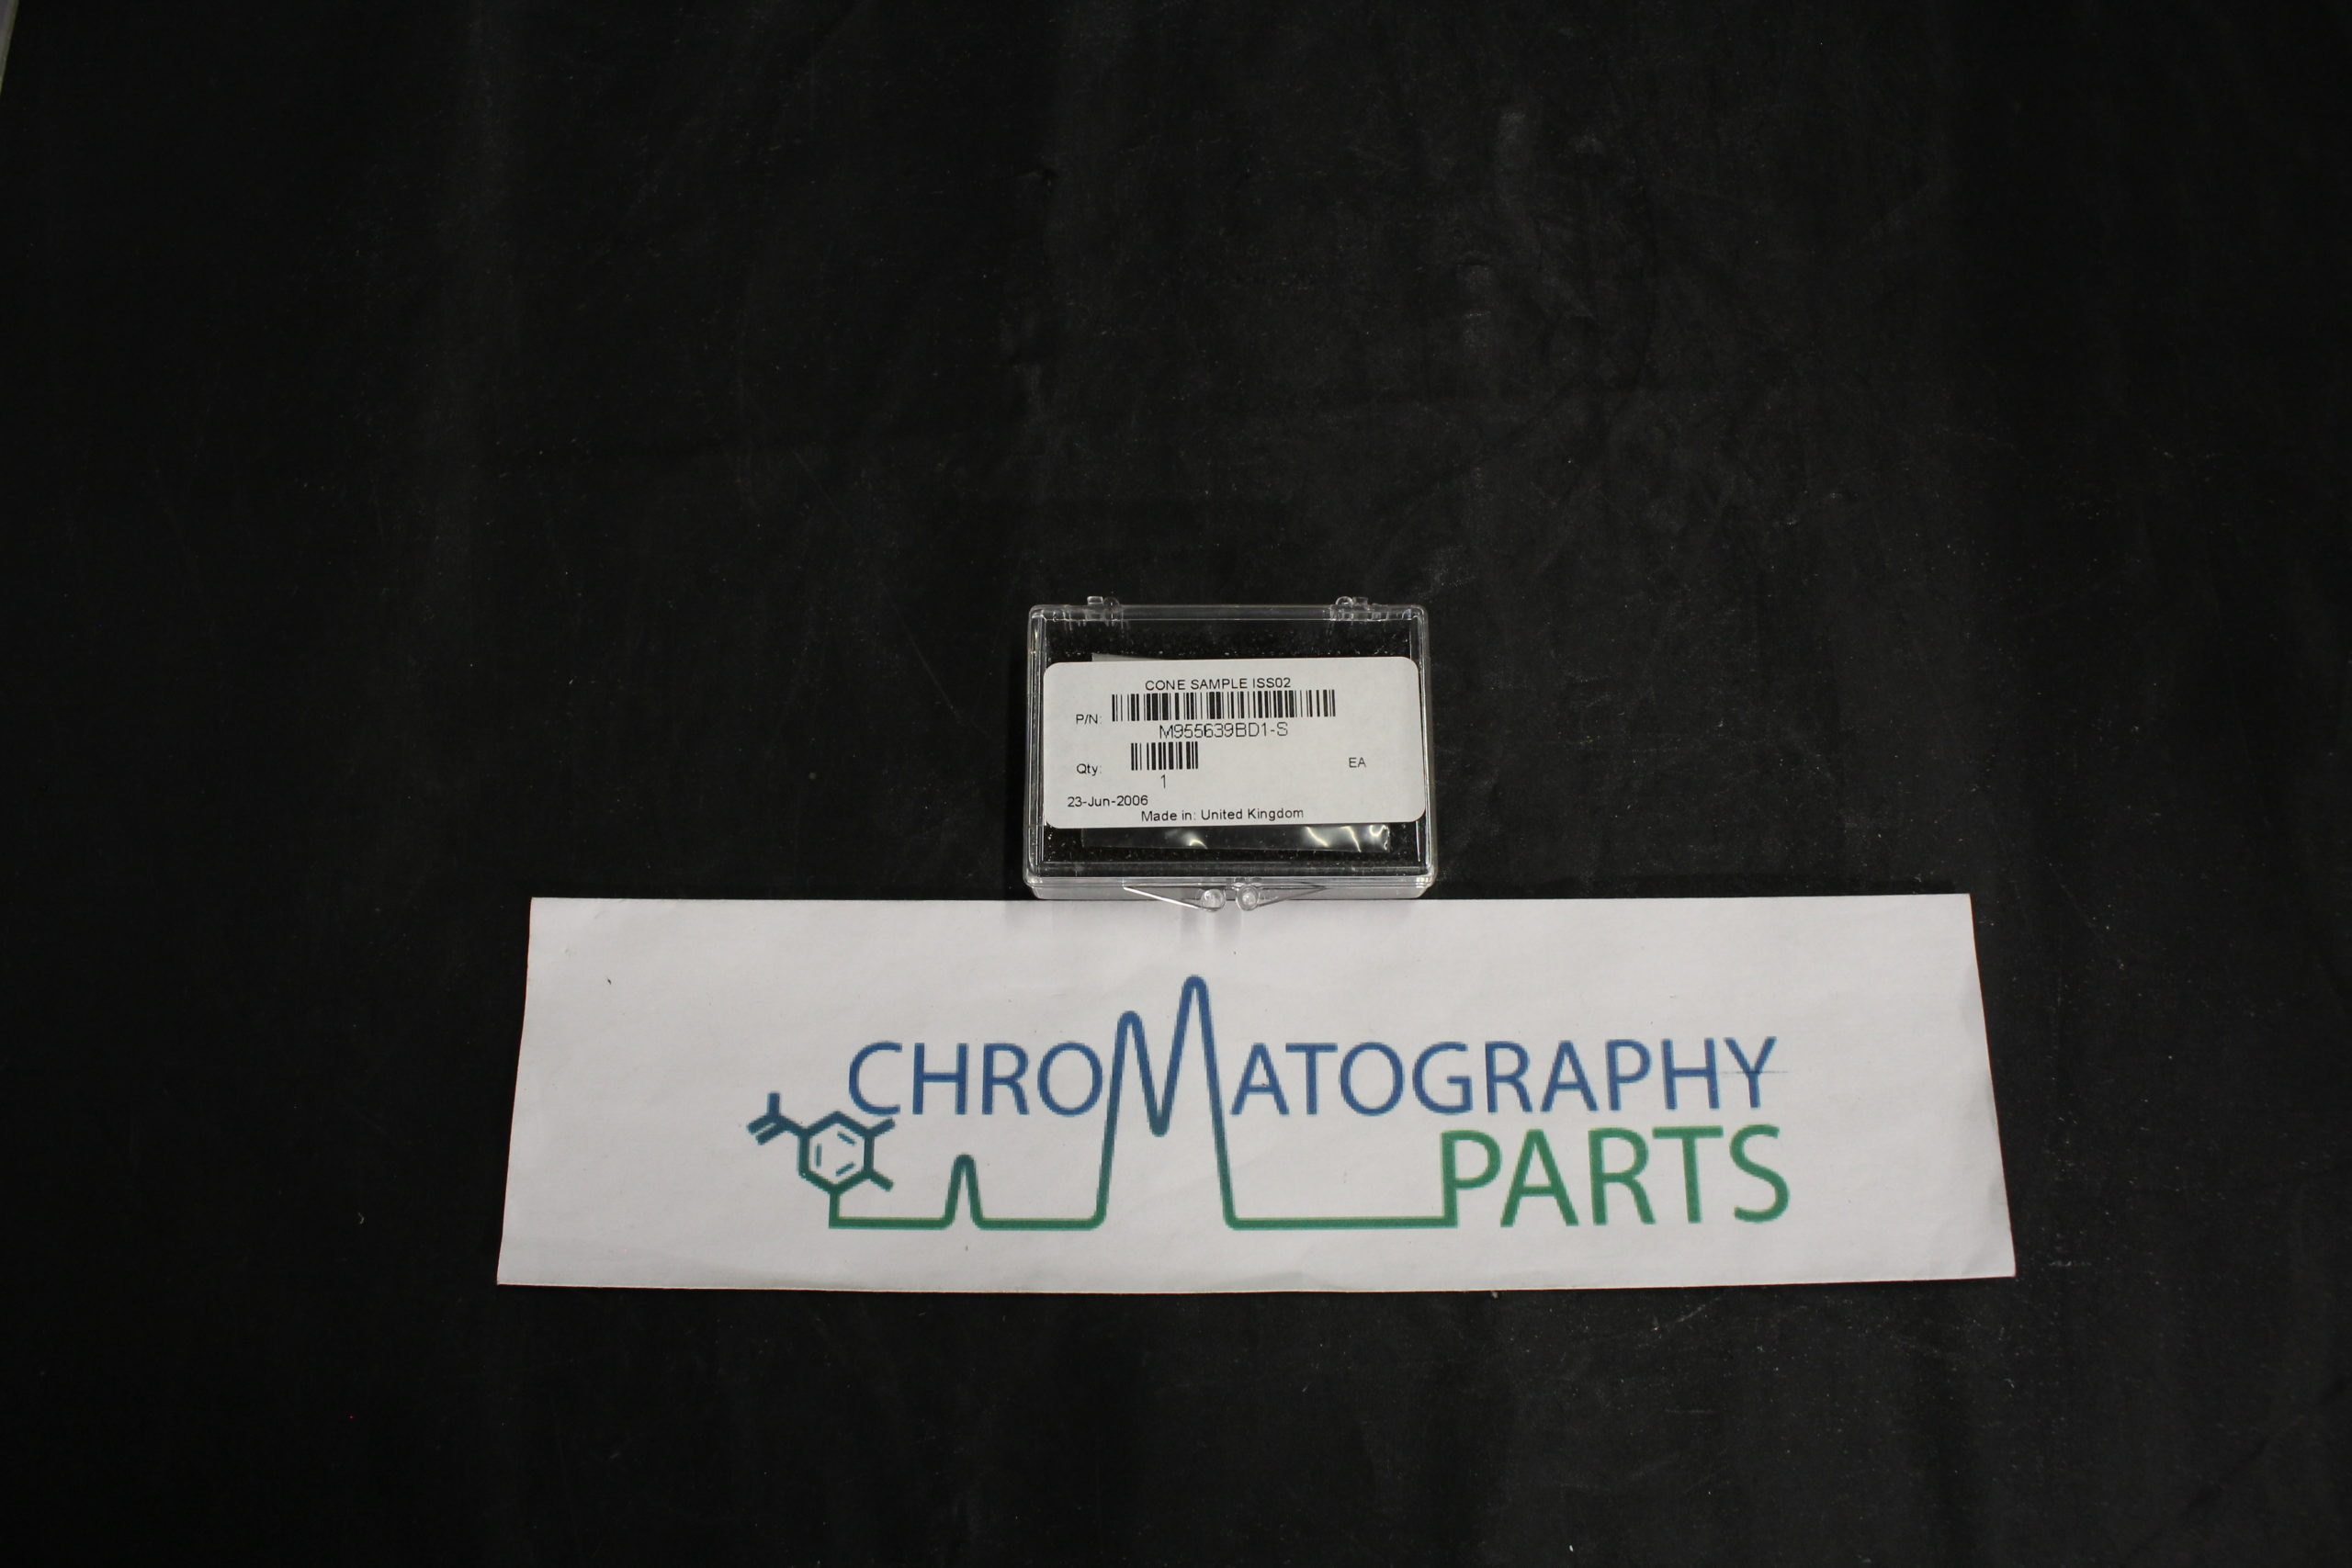 CONE SAMPLE ISS02
P/N:
M955639BD1-S
Qty: EA
1
23-Jun-2006
Made in: United Kingdom
CHROMATOGRAPHY
PARTS